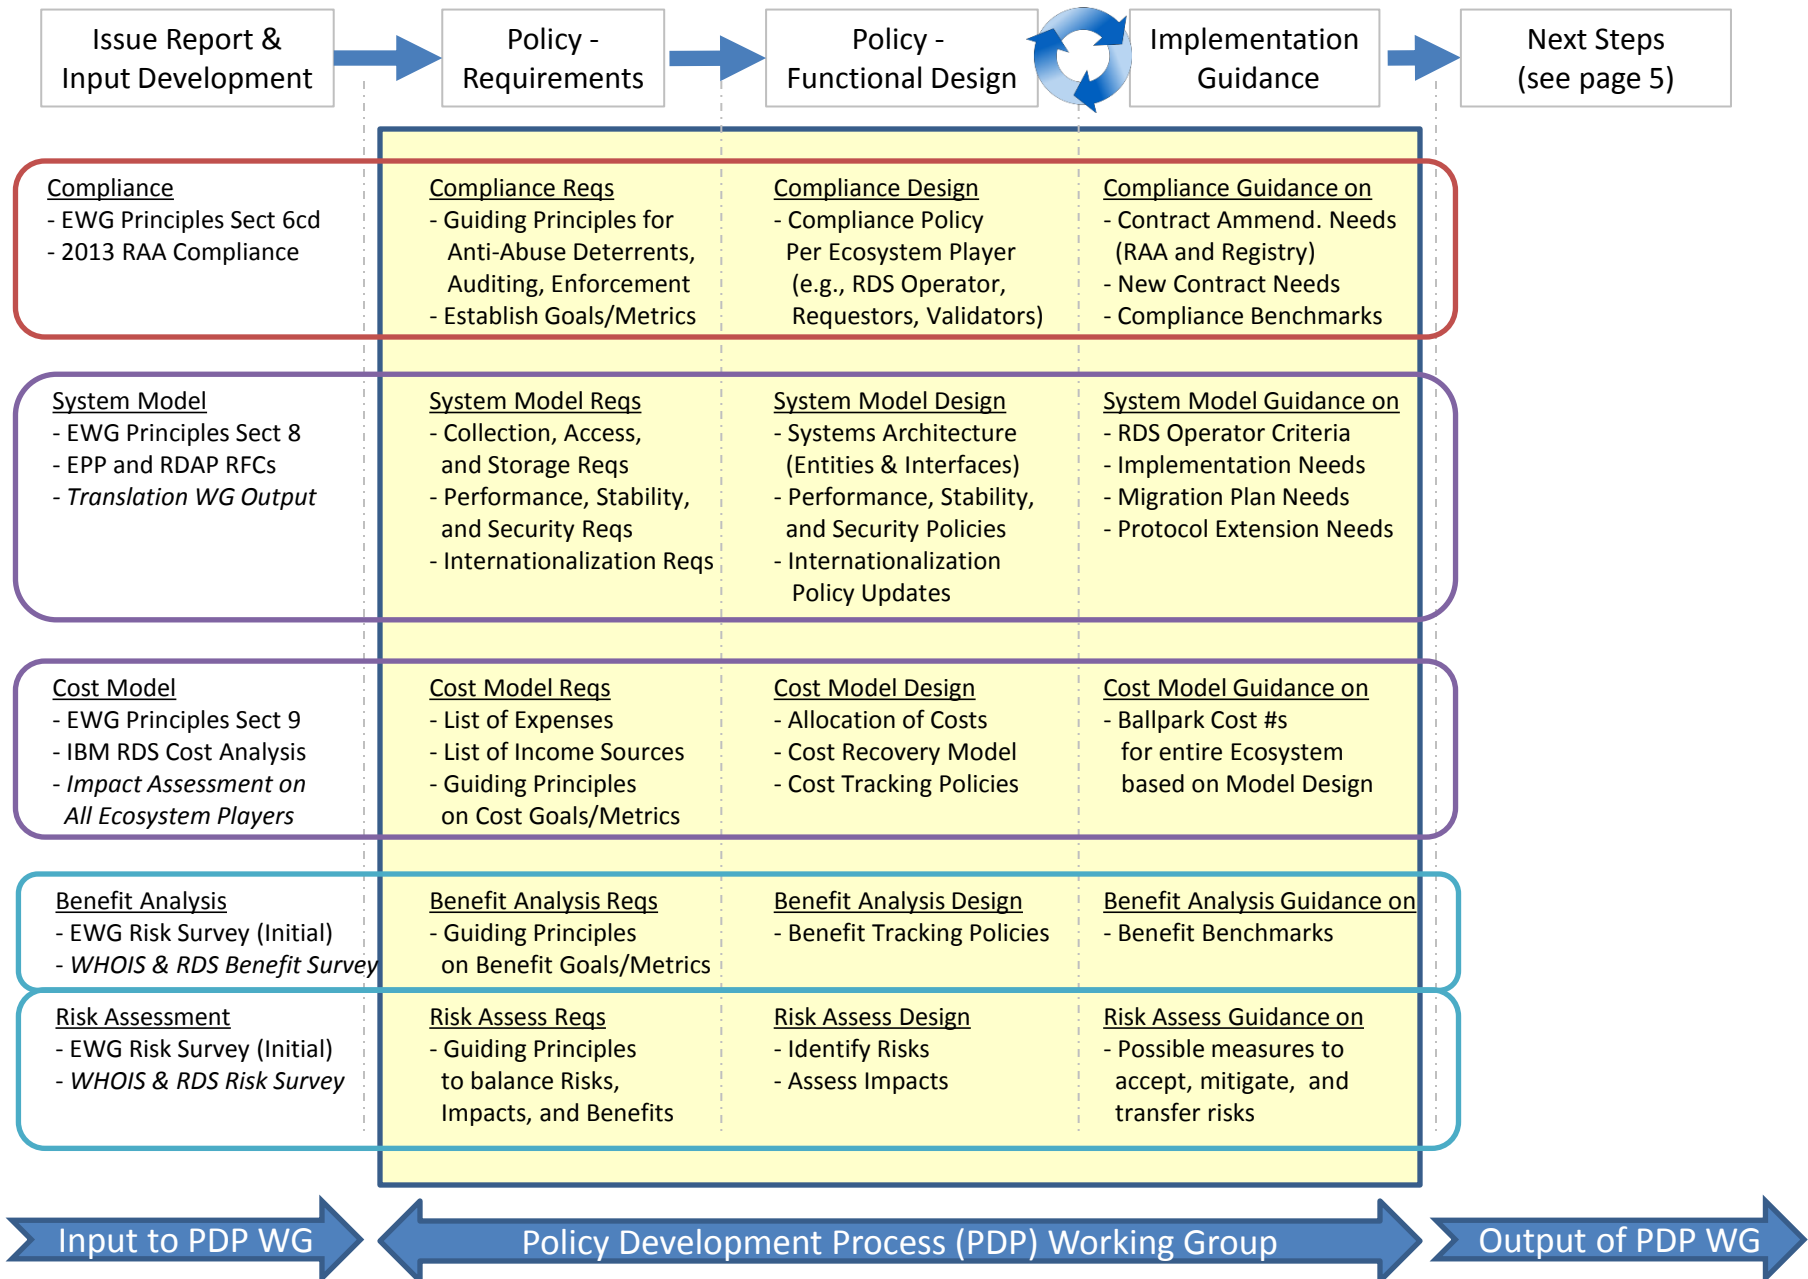 Issue Report &
Input Development
Policy -
Requirements
Policy -
Functional Design
Implementation
Guidance
Next Steps
(see page 5)
Compliance
- EWG Principles Sect 6cd
- 2013 RAA Compliance
Compliance Reqs
- Guiding Principles for
Anti-Abuse Deterrents,
Auditing, Enforcement
- Establish Goals/Metrics
Compliance Design
- Compliance Policy
Per Ecosystem Player
(e.g., RDS Operator,
Requestors, Validators)
Compliance Guidance on
- Contract Ammend. Needs
(RAA and Registry)
- New Contract Needs
- Compliance Benchmarks
System Model
- EWG Principles Sect 8
- EPP and RDAP RFCs
- Translation WG Output
System Model Reqs
- Collection, Access,
and Storage Reqs
- Performance, Stability,
and Security Reqs
- Internationalization Reqs
System Model Design
- Systems Architecture
(Entities & Interfaces)
- Performance, Stability,
and Security Policies
- Internationalization
Policy Updates
System Model Guidance on
- RDS Operator Criteria
- Implementation Needs
- Migration Plan Needs
- Protocol Extension Needs
Cost Model
- EWG Principles Sect 9
- IBM RDS Cost Analysis
- Impact Assessment on
All Ecosystem Players
Cost Model Reqs
- List of Expenses
- List of Income Sources
- Guiding Principles
on Cost Goals/Metrics
Cost Model Design
- Allocation of Costs
- Cost Recovery Model
- Cost Tracking Policies
Cost Model Guidance on
- Ballpark Cost #s
for entire Ecosystem
based on Model Design
Benefit Analysis
- EWG Risk Survey (Initial)
- WHOIS & RDS Benefit Survey
Benefit Analysis Reqs
- Guiding Principles
on Benefit Goals/Metrics
Benefit Analysis Design
- Benefit Tracking Policies
Benefit Analysis Guidance on
- Benefit Benchmarks
Risk Assessment
- EWG Risk Survey (Initial)
- WHOIS & RDS Risk Survey
Risk Assess Reqs
- Guiding Principles
to balance Risks,
Impacts, and Benefits
Risk Assess Design
- Identify Risks
- Assess Impacts
Risk Assess Guidance on
- Possible measures to
accept, mitigate, and
transfer risks
Input to PDP WG
Policy Development Process (PDP) Working Group
Output of PDP WG